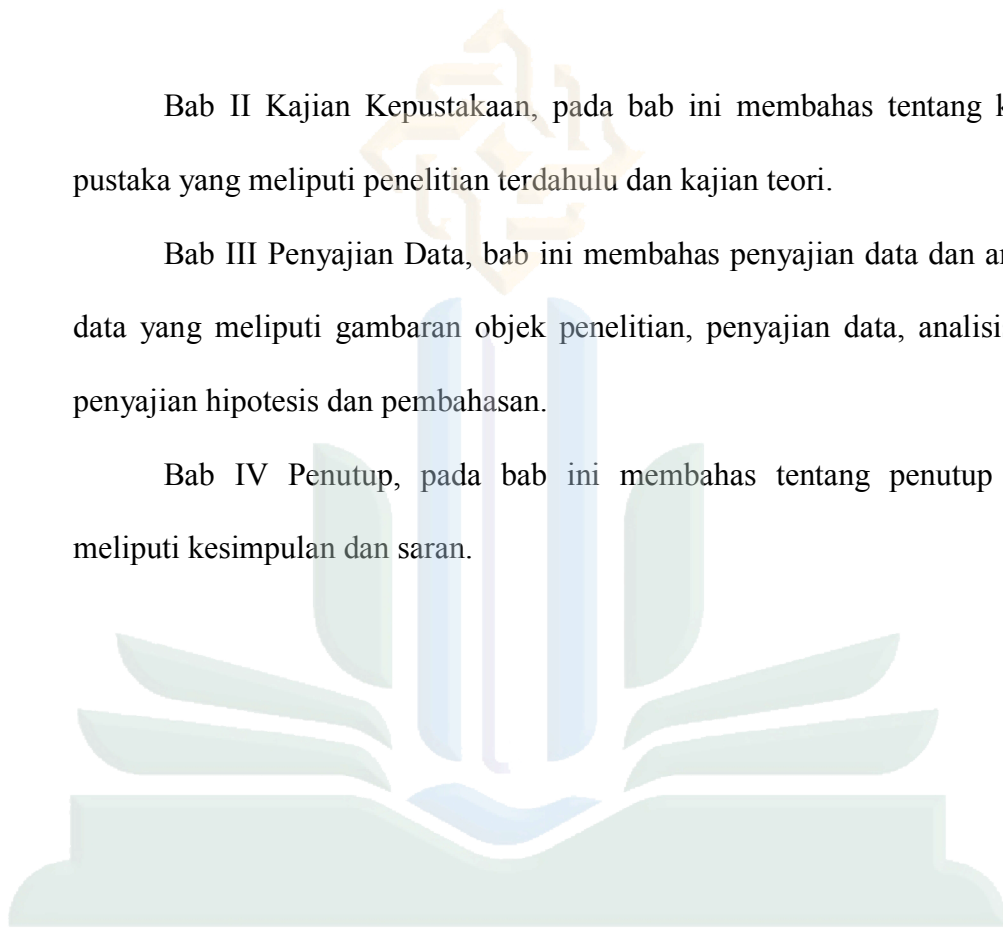 Bab II Kajian Kepustakaan, pada bab ini membahas tentang
pustaka yang meliputi penelitian terdahulu dan kajian teori.
Bab III Penyajian Data, bab ini membahas penyajian data dan
data yang meliputi gambaran objek penelitian, penyajian data,
penyajian hipotesis dan pembahasan.
Bab IV Penutup, pada bab ini membahas tentang penutup
meliputi kesimpulan dan saran.